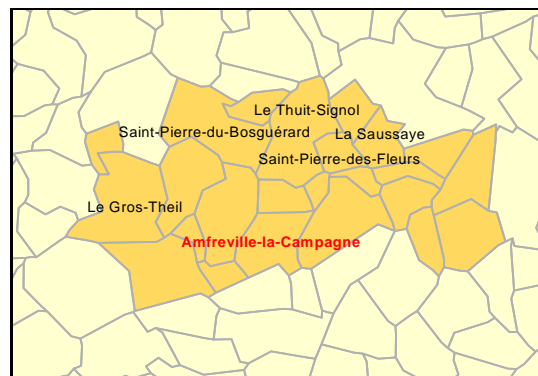 Le Thuit-Signol
Saint-Pierre-du-Bosguérard
La Saussaye
Saint-Pierre-des-Fleurs
Le Gros-Theil
Amfreville-la-Campagne